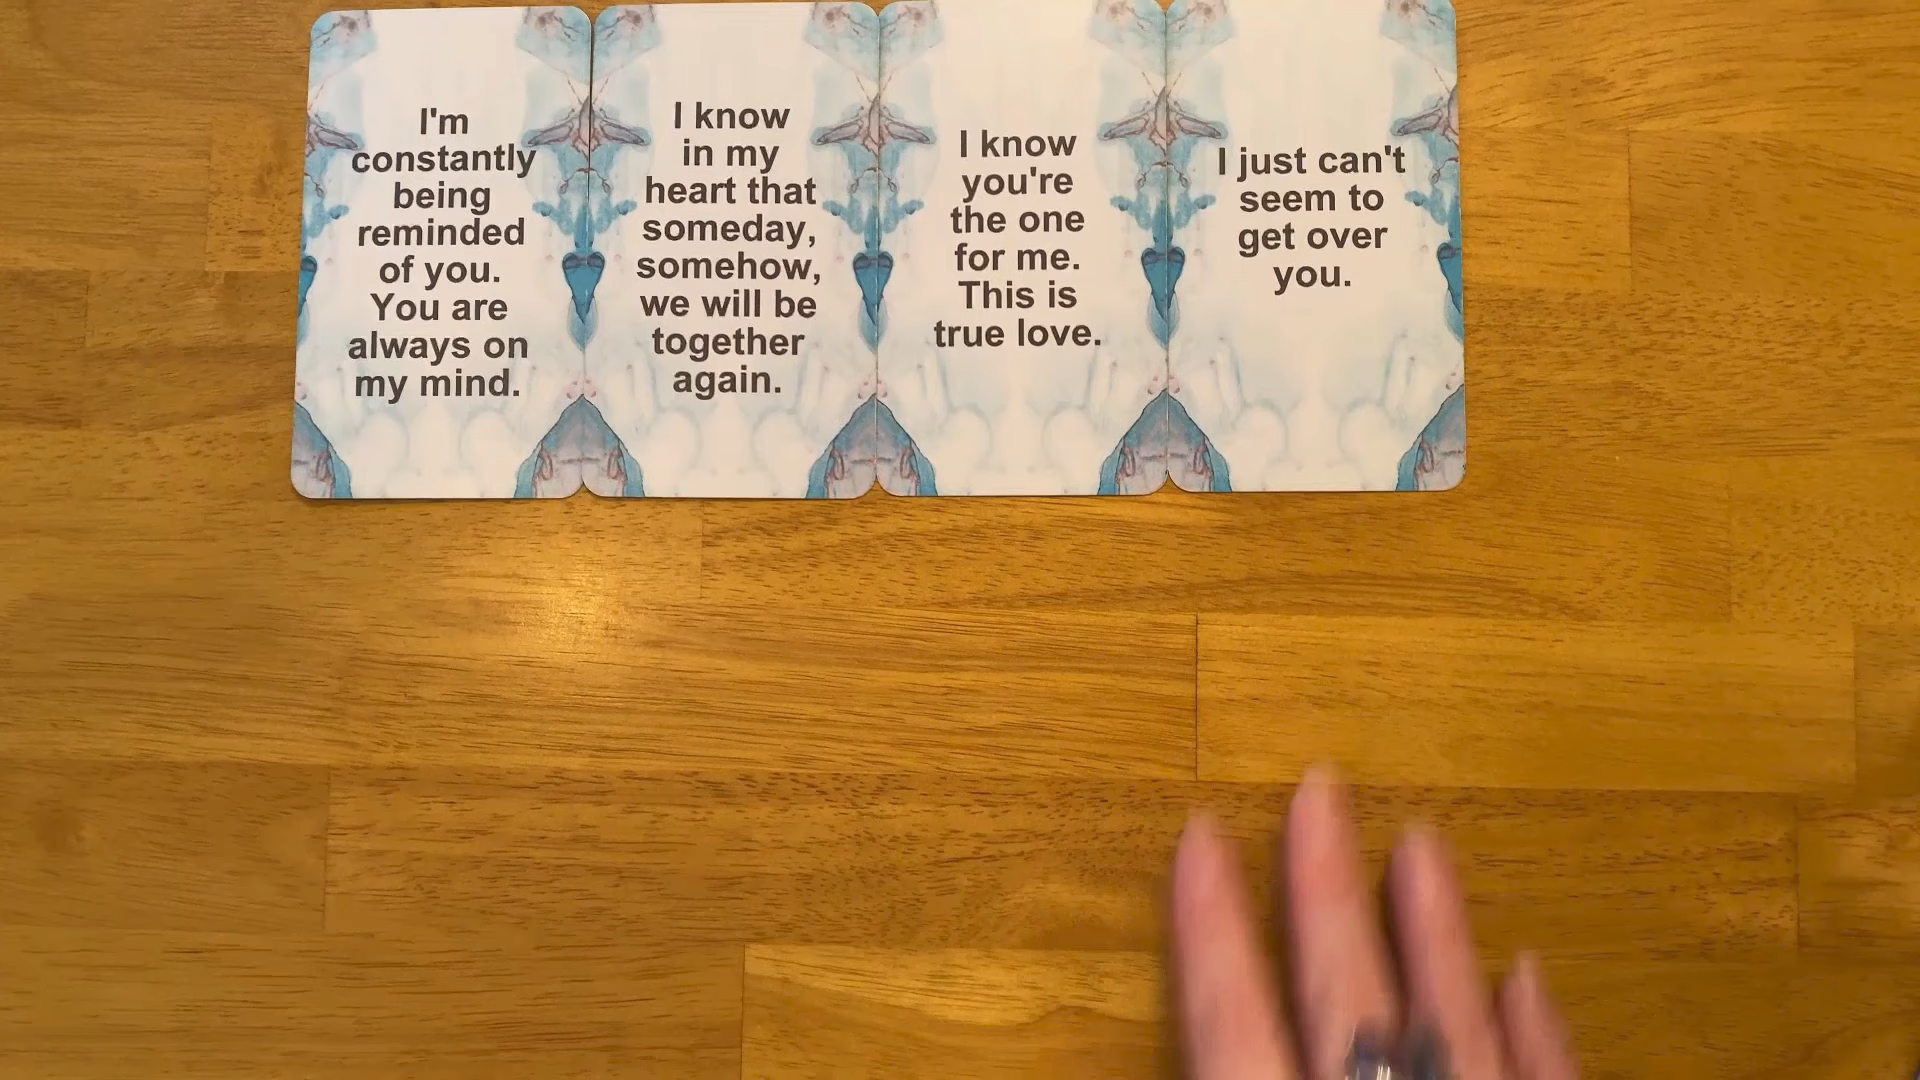 I'm
constantly
being
reminded
of you.
You are
always on
my mind.
I know
in my
heart that
someday,
somehow,
we will be
together
again.
I know
you're
the one
for me.
This is
true love.
I just can't
seem to
get over
you.